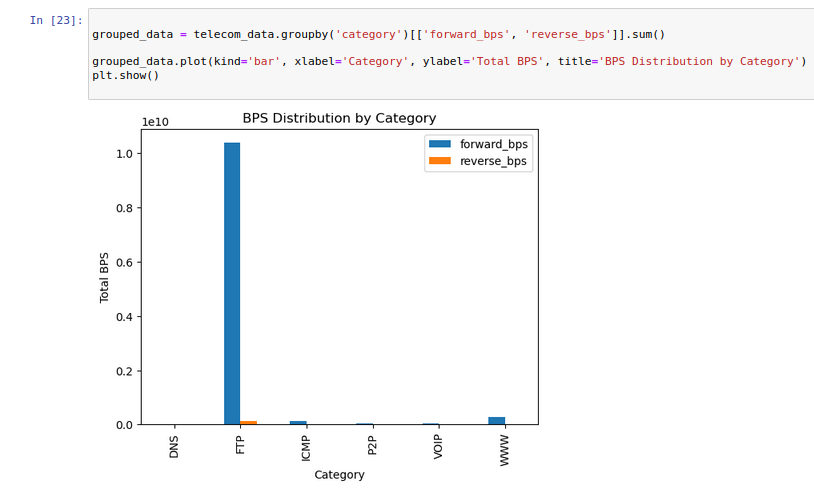 In [23]:
grouped_data = telecom_data.groupby('category')[['forward_bps', 'reverse_bps']].sum()
grouped_data.plot(kind='bar', xlabel='Category', ylabel='Total BPS', title='BPS Distribution by Category')
plt.show()
BPS Distribution by Category
1e10
forward_bps
reverse_bps
1.0
0.8
0.6
0.4
0.2
0.0
Total BPS
DNS
FTP
ICMP
P2P
VOIP
WWW
Category